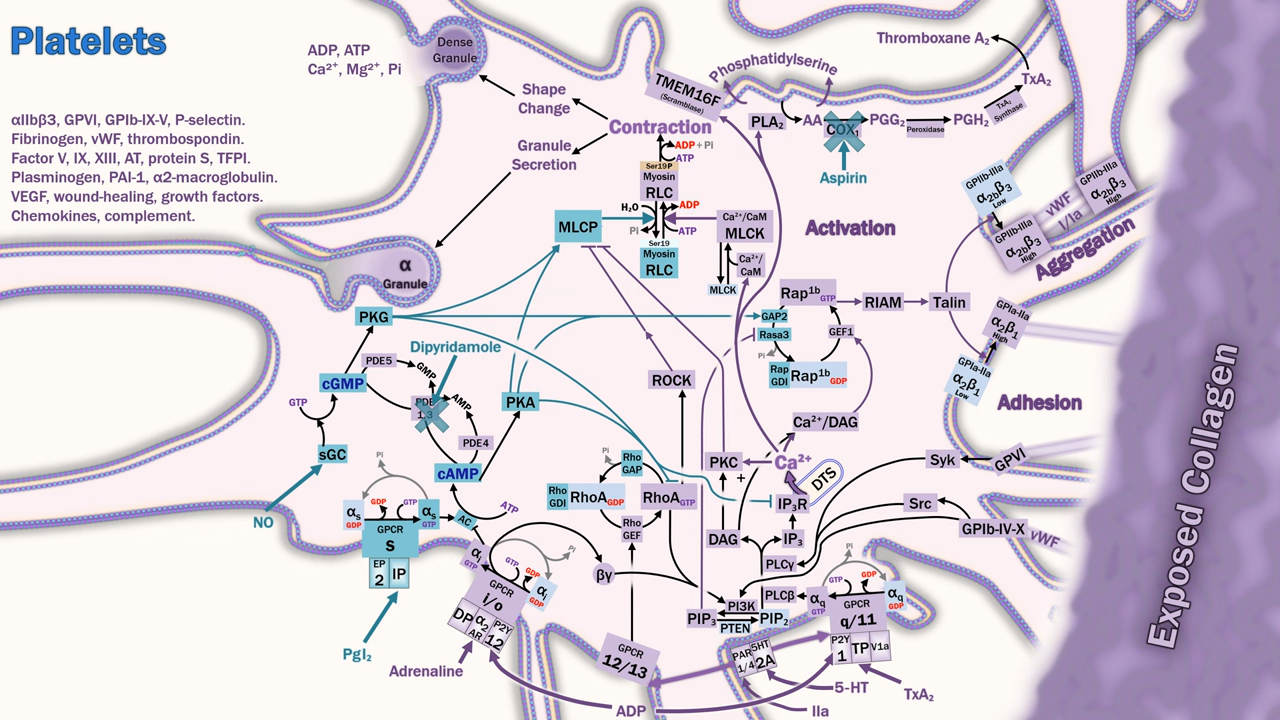 Platelets
ADP, ATP
Ca²⁺, Mg²⁺, Pi
Dense
Granule
αIIbβ3, GPVI, GPIb-IX-V, P-selectin.
Fibrinogen, vWF, thrombospondin.
Factor V, IX, XIII, AT, protein S, TFPI.
Plasminogen, PAI-1, α2-macroglobulin.
VEGF, wound-healing, growth factors.
Chemokines, complement.
Shape
Change
Contraction
Granule
Secretion
α
Granule
TMEM16F
(Scramblase)
Phosphatidylserine
Thromboxane A₂
TxA₂
TxA₂
Synthase
PLA₂
AA
COX₁
PGG₂
Peroxidase
PGH₂
Aspirin
ADP + Pi
ATP
Ser19P
Myosin
RLC
H₂O
ADP
Pi
ATP
Ser19
Myosin
RLC
MLCP
Ca²⁺/CaM
MLCK
Ca²⁺/
CaM
MLCK
Activation
GPIIb-IIIa
α₂bβ₃
Low
GPIIb-IIIa
α₂bβ₃
High
vWF
I/Ia
GPIIb-IIIa
α₂bβ₃
High
Aggregation
Rap¹ᵇ
GTP
RIAM
Talin
GAP2
Rasa3
GEF1
Pi
Rap
GDI
Rap¹ᵇ
GDP
GPIa-IIa
α₂β₁
High
GPIa-IIa
α₂β₁
Low
Adhesion
Exposed Collagen
PKG
Dipyridamole
PDE5
GMP
cGMP
GTP
PDE
1,3
AMP
PKA
PDE4
sGC
cAMP
NO
ROCK
Ca²⁺/DAG
PKC
+
Ca²⁺
DTS
IP₃R
Syk
GPVI
Src
GPIb-IV-X
vWF
Pi
Rho
GAP
Rho
GDI
RhoA
GDP
RhoA
GTP
Rho
GEF
DAG
IP₃
PLCγ
PLCβ
PI3K
PIP₃
PTEN
PIP₂
Pi
αs
GDP
GDP
GTP
αs
GTP
GPCR
S
EP
2
IP
AC
ATP
PgI₂
αi
GTP
GTP
GDP
Pi
αi
GDP
GPCR
i/o
DP
α₂
AR
P2Y
12
βγ
Adrenaline
GPCR
12/13
ADP
PAR
1/4
5HT
2A
αq
GTP
GTP
GDP
Pi
αq
GDP
GPCR
q/11
P2Y
1
TP
V1a
5-HT
IIa
TxA₂